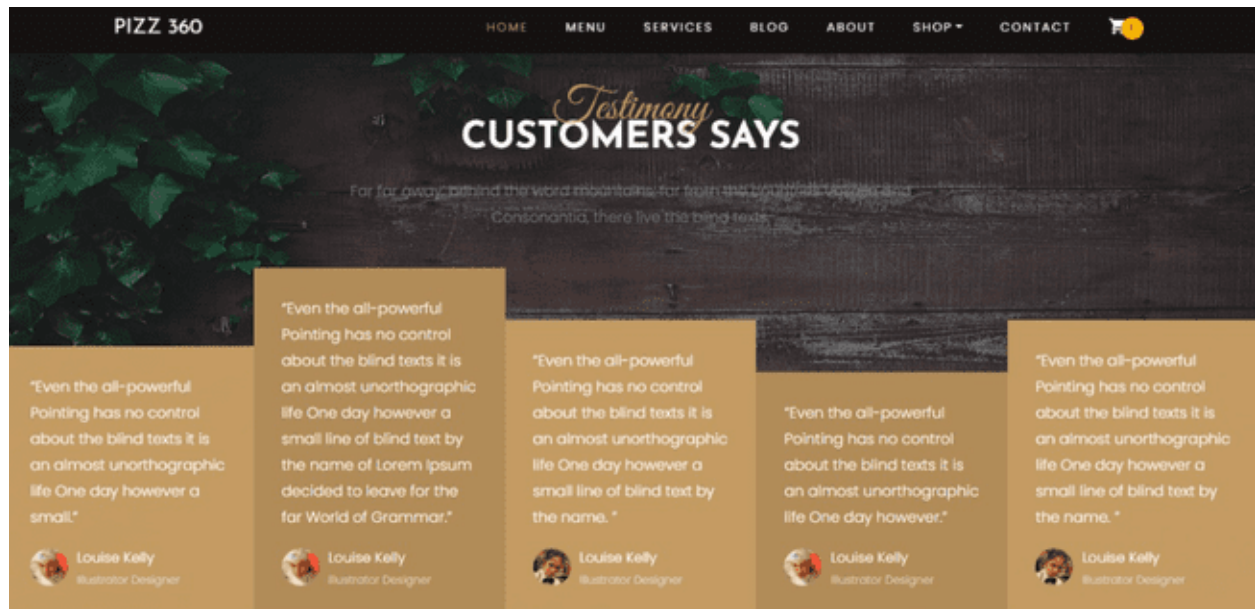 PIZZ 360
HOME MENU SERVICES BLOG ABOUT SHOP CONTACT
1
Testimony
CUSTOMERS SAYS
Far far away, behind the word mountains, far from the countries Vokalia and
Consonantia, there live the blind texts.
“Even the all-powerful
Pointing has no control
about the blind texts it is
an almost unorthographic
life One day however a
small.”
Louise Kelly
Illustrator Designer
“Even the all-powerful
Pointing has no control
about the blind texts it is
an almost unorthographic
life One day however a
small line of blind text by
the name of Lorem Ipsum
decided to leave for the
far World of Grammar.”
Louise Kelly
Illustrator Designer
“Even the all-powerful
Pointing has no control
about the blind texts it is
an almost unorthographic
life One day however a
small line of blind text by
the name. ”
Louise Kelly
Illustrator Designer
“Even the all-powerful
Pointing has no control
about the blind texts it is
an almost unorthographic
life One day however.”
Louise Kelly
Illustrator Designer
“Even the all-powerful
Pointing has no control
about the blind texts it is
an almost unorthographic
life One day however a
small line of blind text by
the name. ”
Louise Kelly
Illustrator Designer